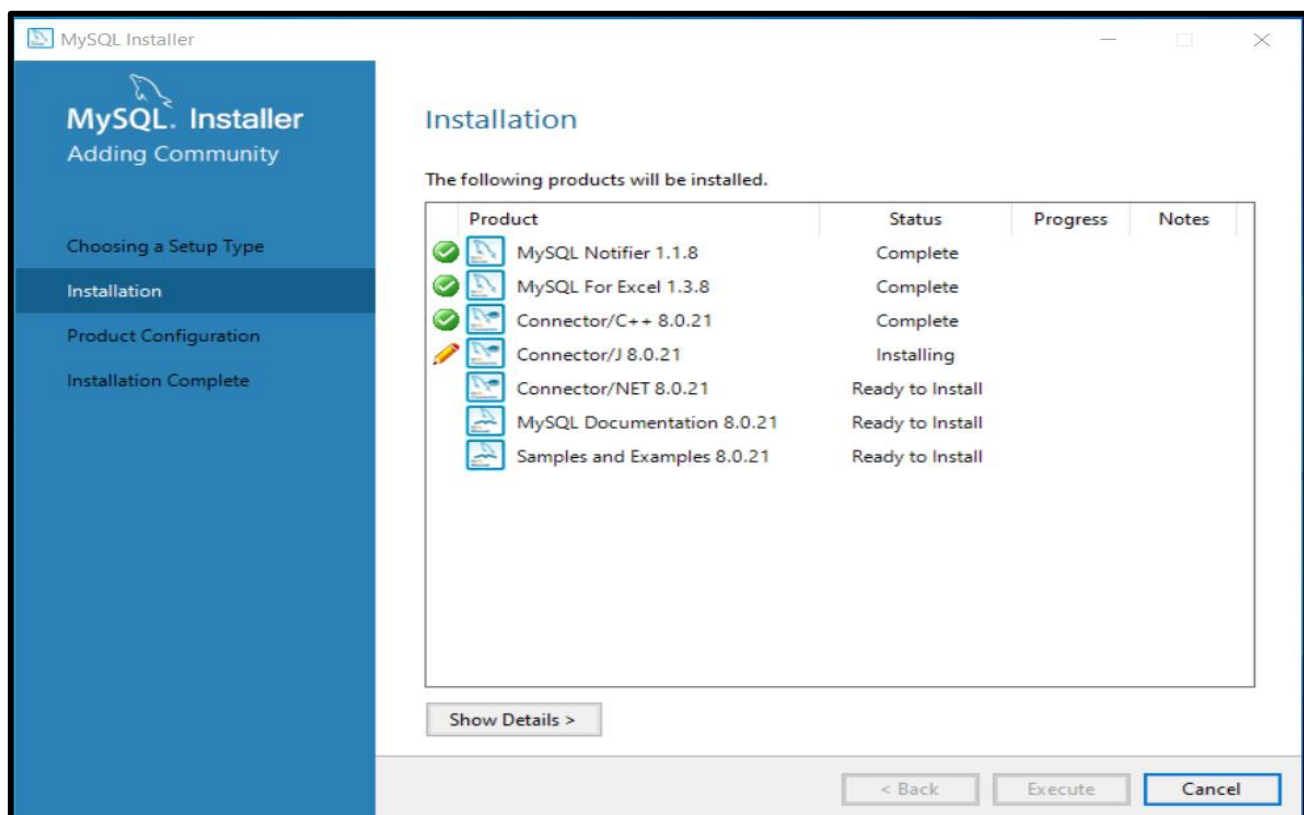 MySQL Installer
MySQL. Installer
Adding Community
Choosing a Setup Type
Installation
Product Configuration
Installation Complete
Installation
The following products will be installed.
Product Status Progress Notes
MySQL Notifier 1.1.8 Complete
MySQL For Excel 1.3.8 Complete
Connector/C++ 8.0.21 Complete
Connector/J 8.0.21 Installing
Connector/NET 8.0.21 Ready to Install
MySQL Documentation 8.0.21 Ready to Install
Samples and Examples 8.0.21 Ready to Install
Show Details >
< Back Execute Cancel